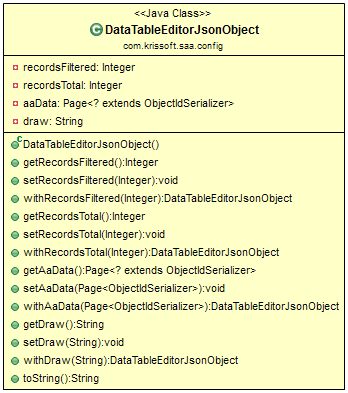 <<Java Class>>
C DataTableEditorJsonObject
com.krissoft.saa.config
recordsFiltered: Integer
recordsTotal: Integer
aaData: Page<? extends ObjectIdSerializer>
draw: String
C DataTableEditorJsonObject()
getRecordsFiltered():Integer
setRecordsFiltered(Integer):void
withRecordsFiltered(Integer):DataTableEditorJsonObject
getRecordsTotal():Integer
setRecordsTotal(Integer):void
withRecordsTotal(Integer):DataTableEditorJsonObject
getAaData():Page<? extends ObjectIdSerializer>
setAaData(Page<ObjectIdSerializer>):void
withAaData(Page<ObjectIdSerializer>):DataTableEditorJsonObject
getDraw():String
setDraw(String):void
withDraw(String):DataTableEditorJsonObject
toString():String